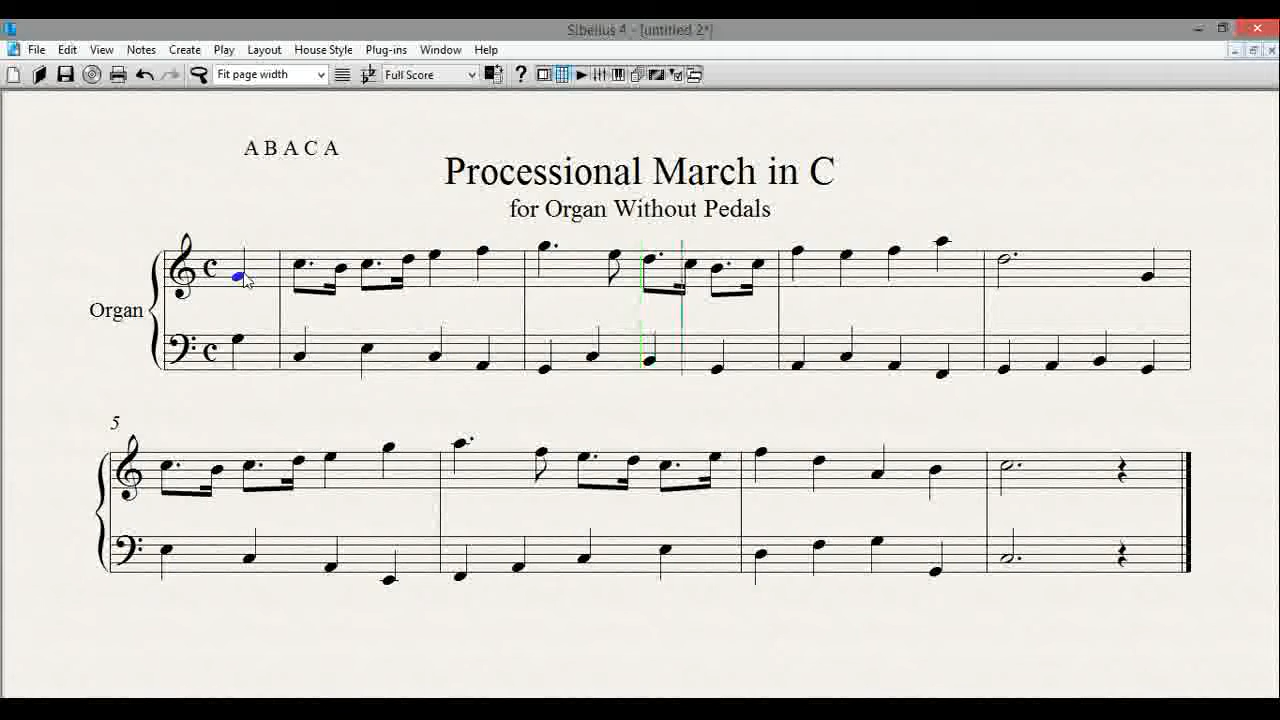 Sibelius 4 - [untitled 2*]
File Edit View Notes Create Play Layout House Style Plug-ins Window Help
Fit page width Full Score
A B A C A
Processional March in C
for Organ Without Pedals
Organ
5